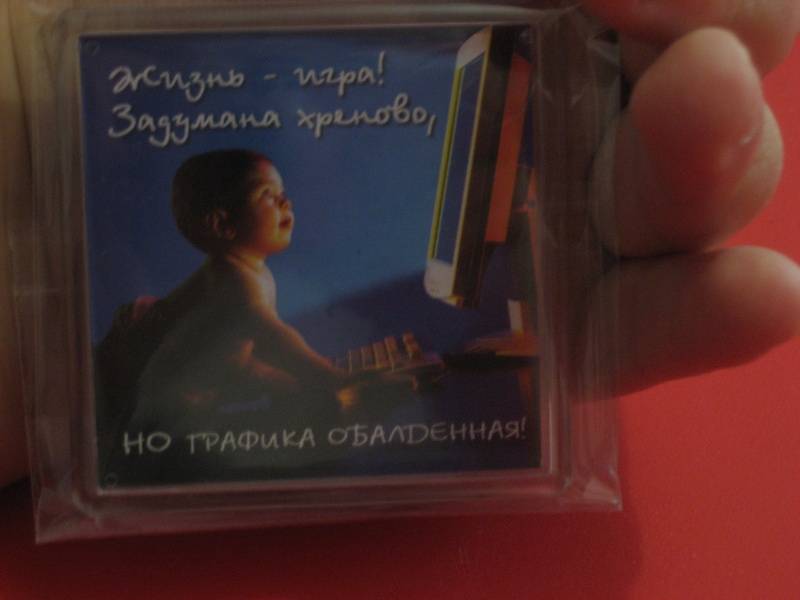 Жизнь - игра!
Задумана хреново,
НО ГРАФИКА ОБАЛДЕННАЯ!